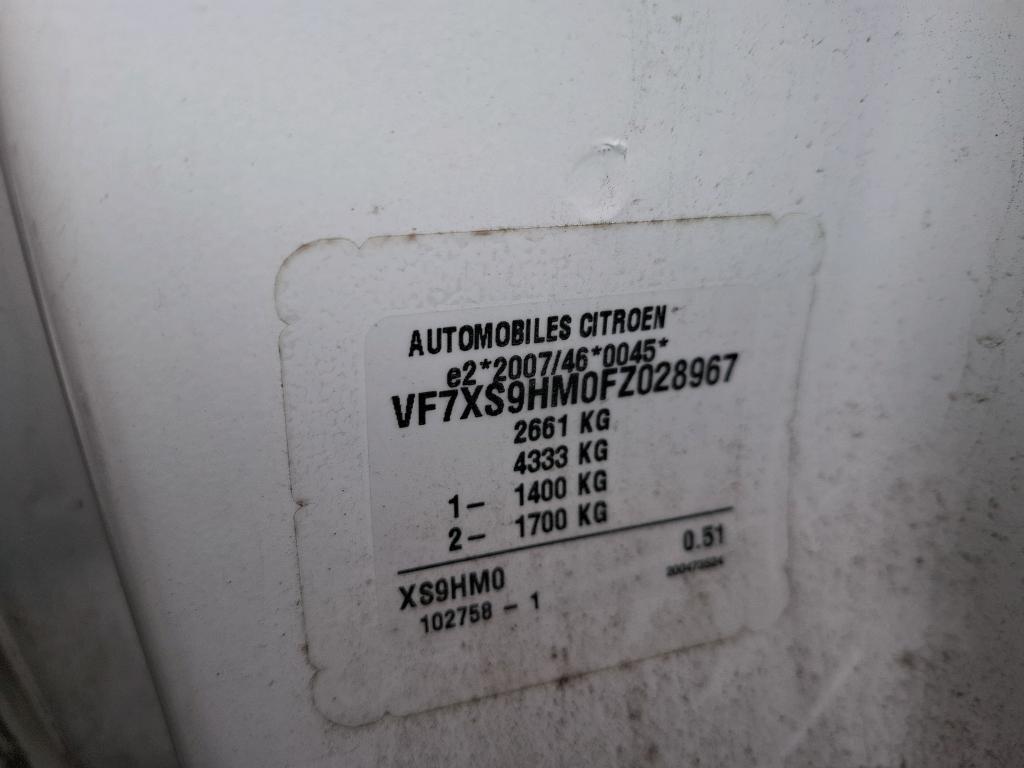 AUTOMOBILES CITROEN
e2*2007/46*0045*
VF7XS9HM0FZ028967
2661 KG
4333 KG
1- 1400 KG
2- 1700 KG
XS9HM0 0.51
102758 - 1